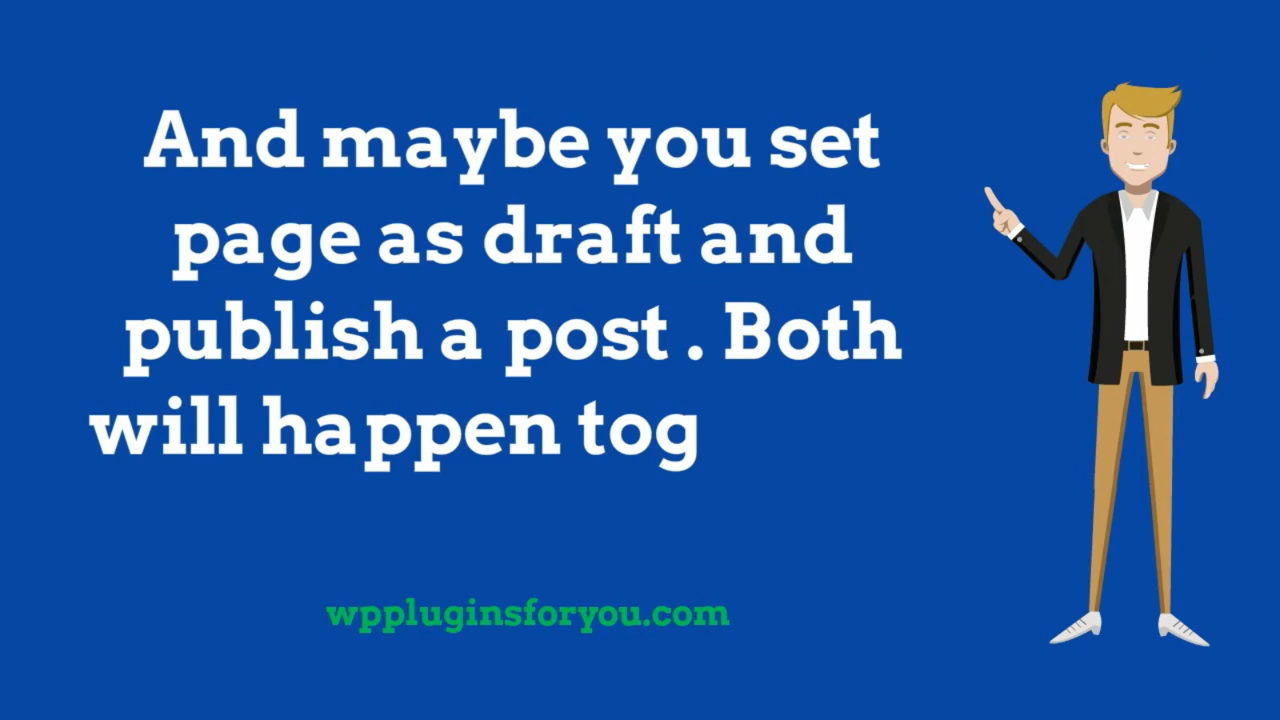 And maybe you set
page as draft and
publish a post . Both
will happen tog
wppluginsforyou.com